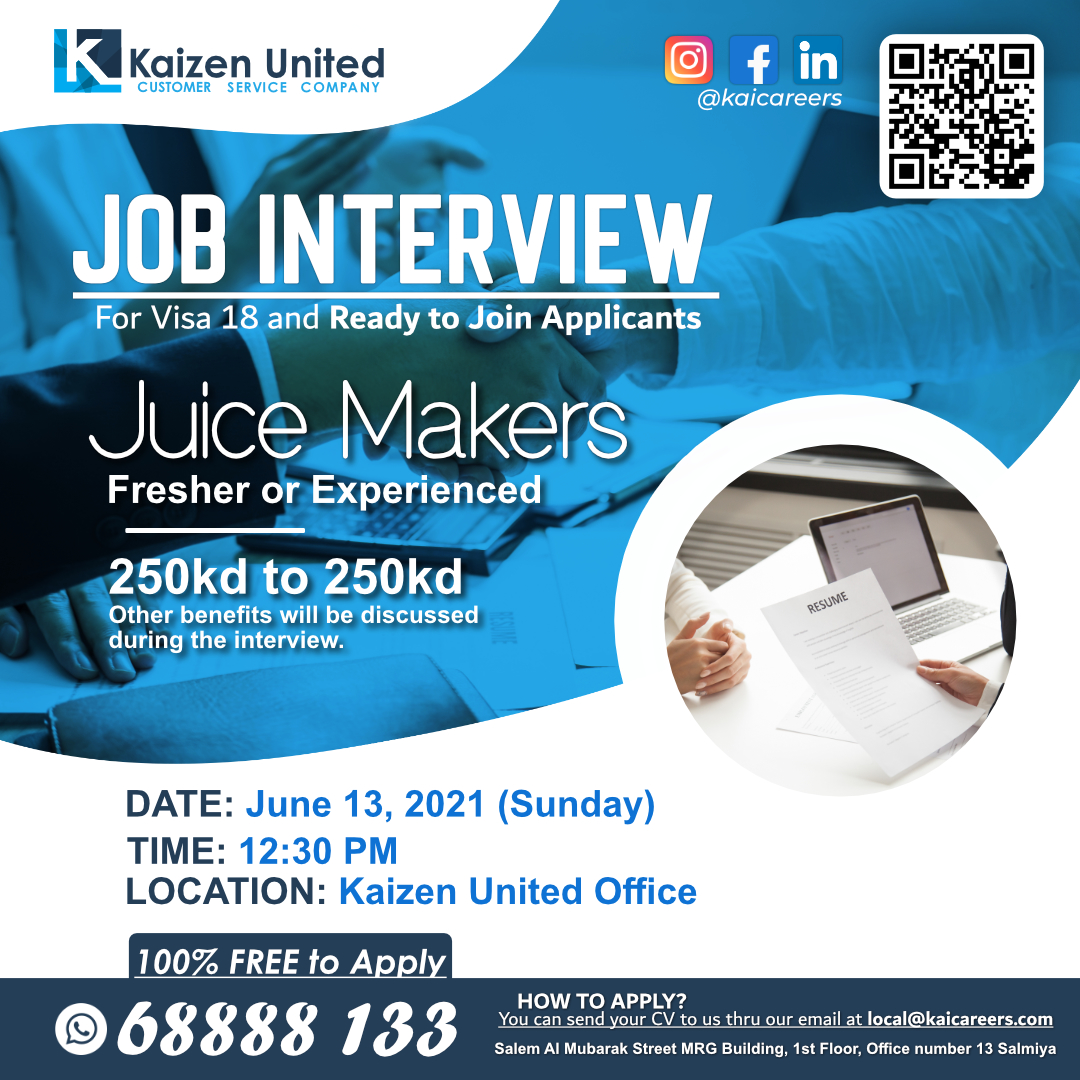 Kaizen United
CUSTOMER SERVICE COMPANY
@kaicareers
JOB INTERVIEW
For Visa 18 and Ready to Join Applicants
Juice Makers
Fresher or Experienced
250kd to 250kd
Other benefits will be discussed
during the interview.
RESUME
DATE: June 13, 2021 (Sunday)
TIME: 12:30 PM
LOCATION: Kaizen United Office
100% FREE to Apply
68888 133
HOW TO APPLY?
You can send your CV to us thru our email at local@kaicareers.com
Salem Al Mubarak Street MRG Building, 1st Floor, Office number 13 Salmiya